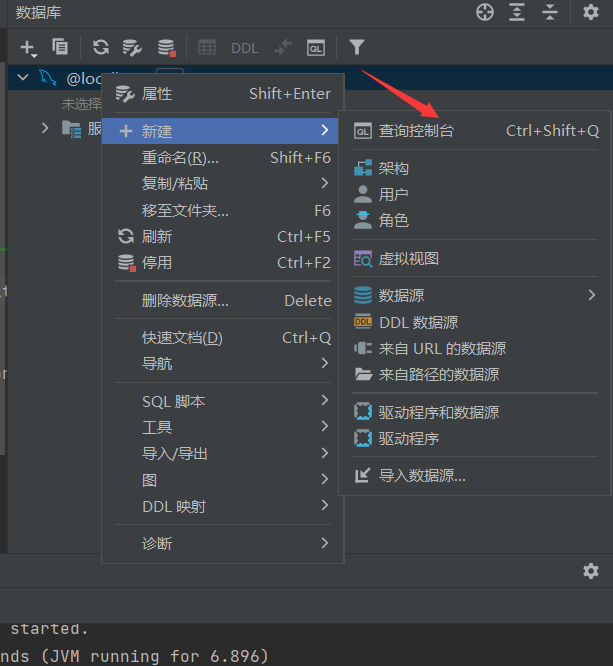 数据库
DDL
QL
@loc
未选择
服
属性 Shift+Enter
新建
重命名(R)... Shift+F6
复制/粘贴
移至文件夹... F6
刷新 Ctrl+F5
停用 Ctrl+F2
删除数据源... Delete
快速文档(D) Ctrl+Q
导航
SQL 脚本
工具
导入/导出
图
DDL 映射
诊断
QL 查询控制台 Ctrl+Shift+Q
架构
用户
角色
虚拟视图
数据源
DDL DDL 数据源
来自 URL 的数据源
来自路径的数据源
驱动程序和数据源
驱动程序
导入数据源...
started.
nds (JVM running for 6.896)